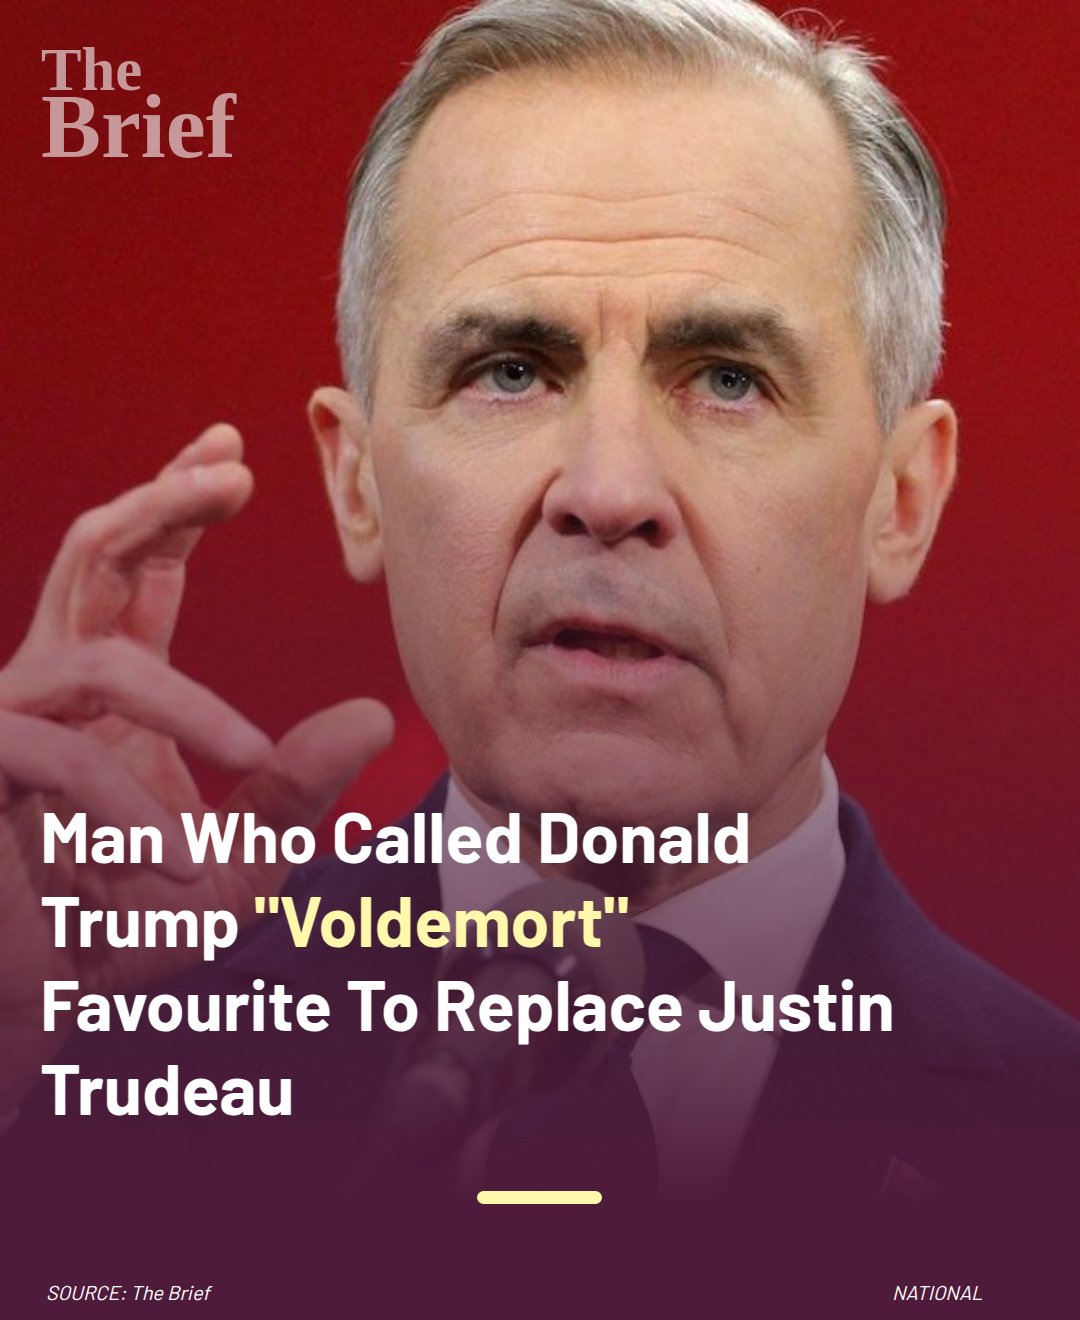 The
Brief
Man Who Called Donald
Trump "Voldemort"
Favourite To Replace Justin
Trudeau
SOURCE: The Brief
NATIONAL